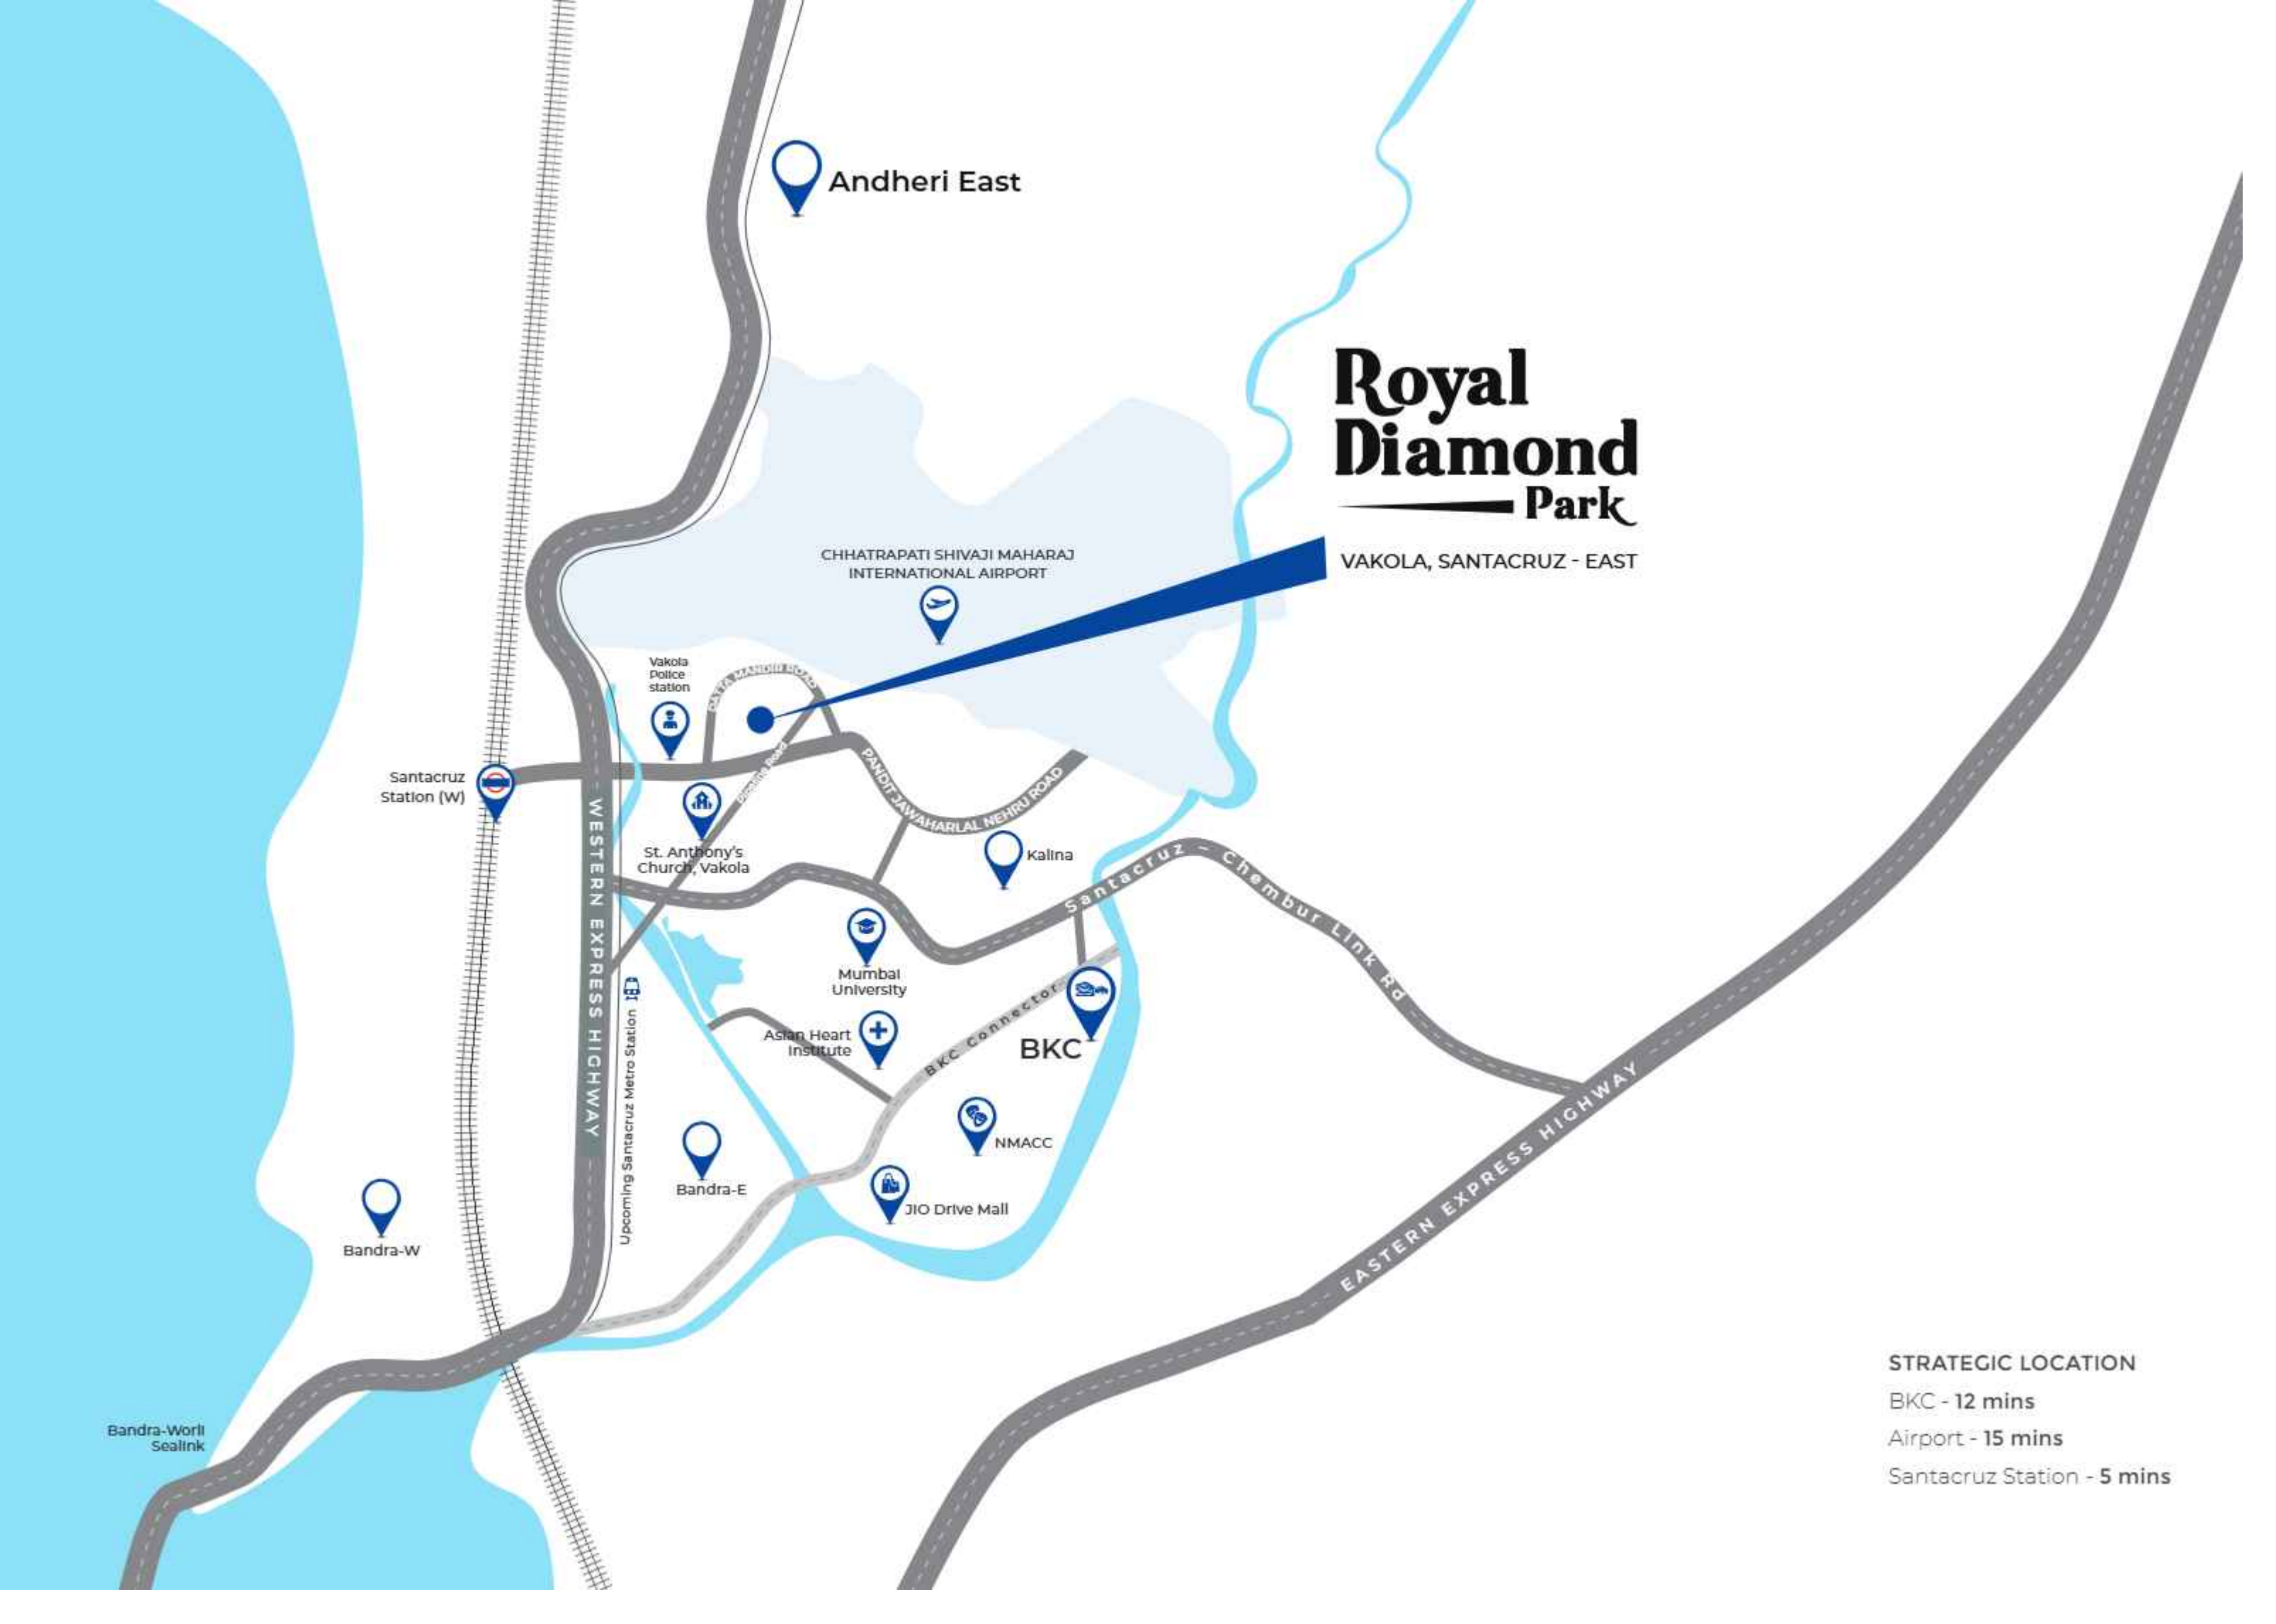 Andheri East
Royal
Diamond
Park
VAKOLA, SANTACRUZ - EAST
CHHATRAPATI SHIVAJI MAHARAJ
INTERNATIONAL AIRPORT
Vakola
Police
station
DATTA MANDIR ROAD
Santacruz
Station (W)
PANDIT JAWAHARLAL NEHRU ROAD
St. Anthony's
Church, Vakola
Kalina
WESTERN EXPRESS HIGHWAY
Santacruz - Chembur Link Rd
Mumbai
University
Asian Heart
Institute
BKC Connector
BKC
Upcoming Santacruz Metro Station
NMACC
Bandra-E
JIO Drive Mall
Bandra-W
EASTERN EXPRESS HIGHWAY
Bandra-Worli
Sealink
STRATEGIC LOCATION
BKC - 12 mins
Airport - 15 mins
Santacruz Station - 5 mins